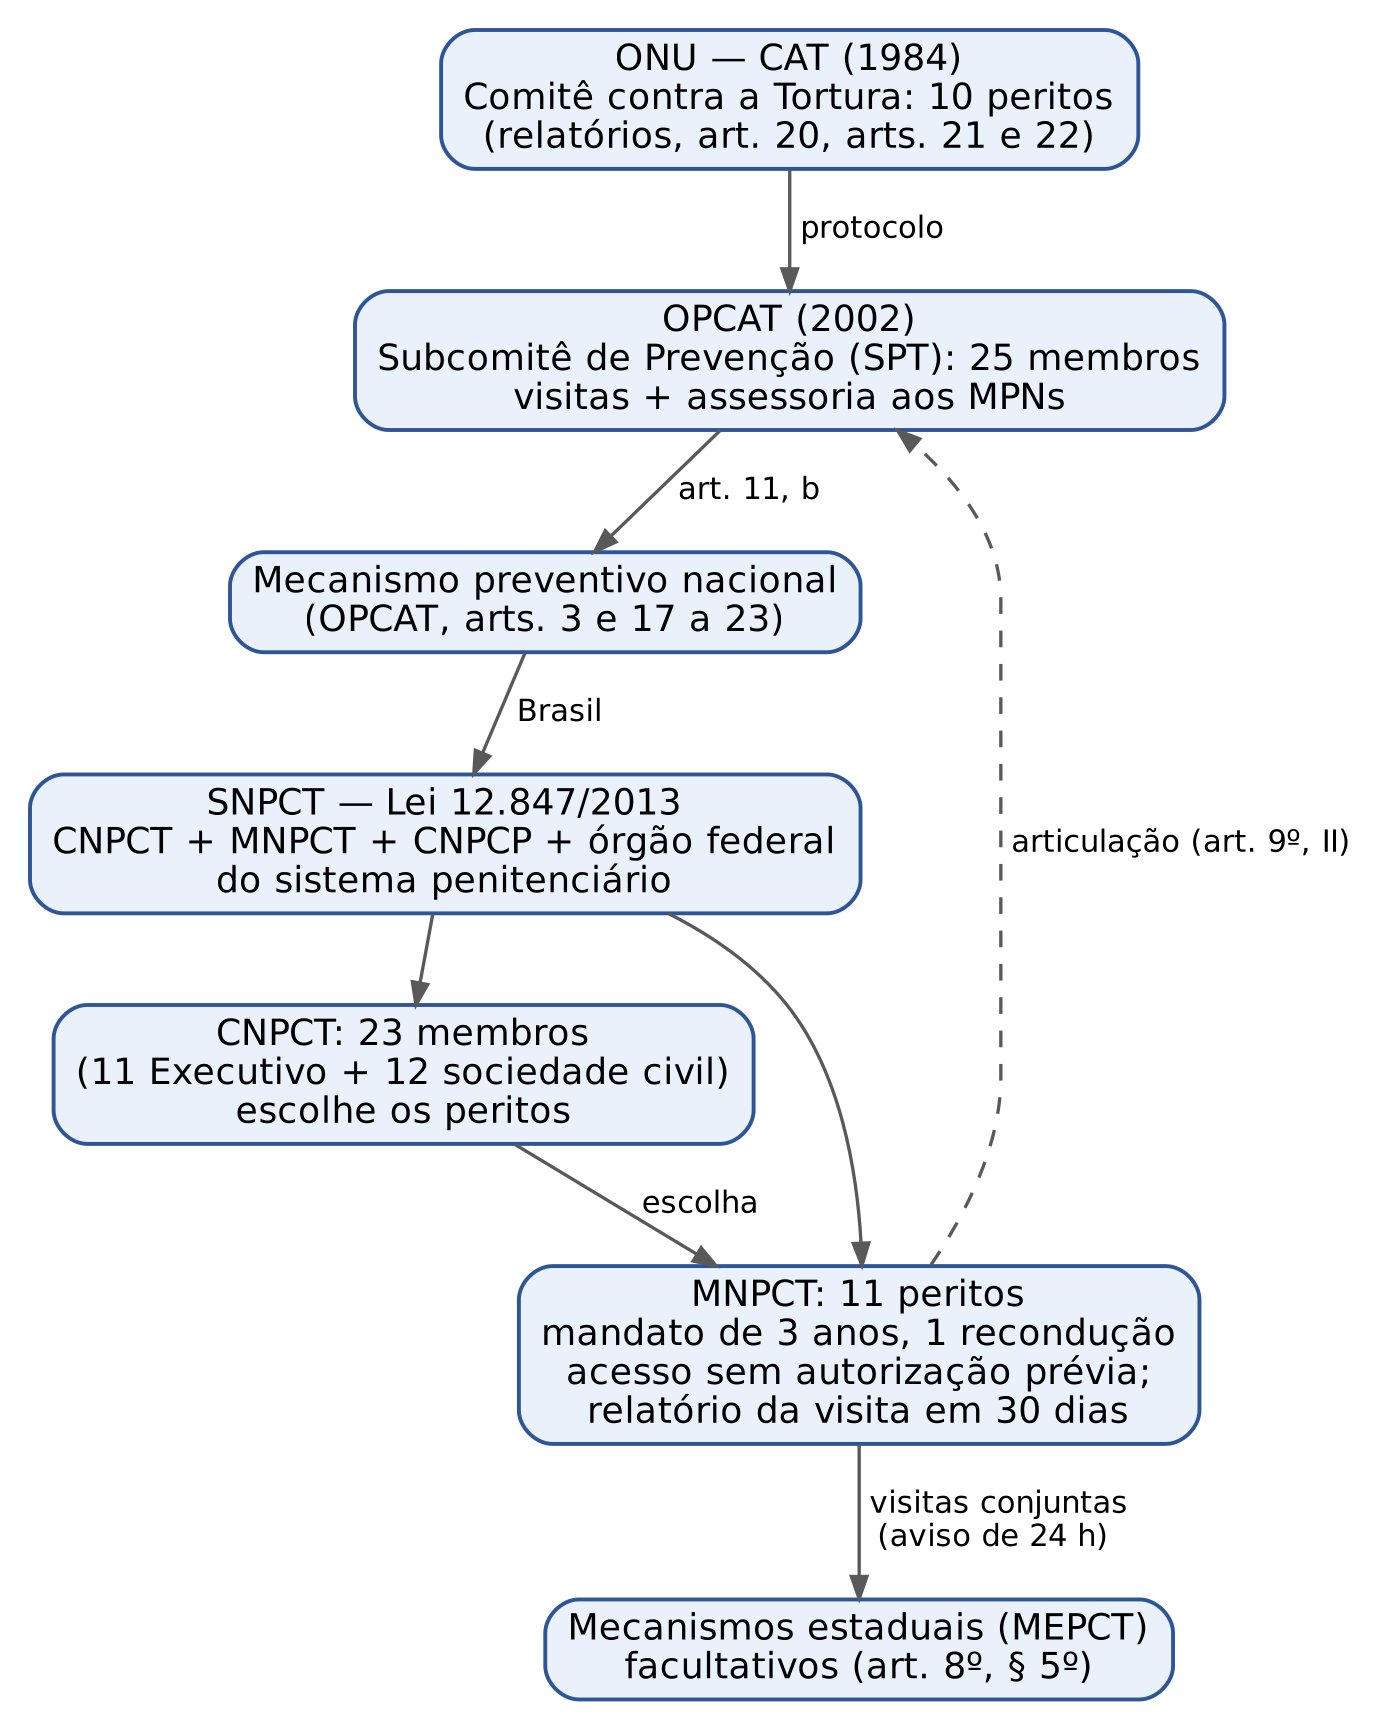 ONU — CAT (1984)
Comitê contra a Tortura: 10 peritos
(relatórios, art. 20, arts. 21 e 22)
protocolo
OPCAT (2002)
Subcomitê de Prevenção (SPT): 25 membros
visitas + assessoria aos MPNs
art. 11, b
Mecanismo preventivo nacional
(OPCAT, arts. 3 e 17 a 23)
Brasil
SNPCT — Lei 12.847/2013
CNPCT + MNPCT + CNPCP + órgão federal
do sistema penitenciário
articulação (art. 9º, II)
CNPCT: 23 membros
(11 Executivo + 12 sociedade civil)
escolhe os peritos
escolha
MNPCT: 11 peritos
mandato de 3 anos, 1 recondução
acesso sem autorização prévia;
relatório da visita em 30 dias
visitas conjuntas
(aviso de 24 h)
Mecanismos estaduais (MEPCT)
facultativos (art. 8º, § 5º)